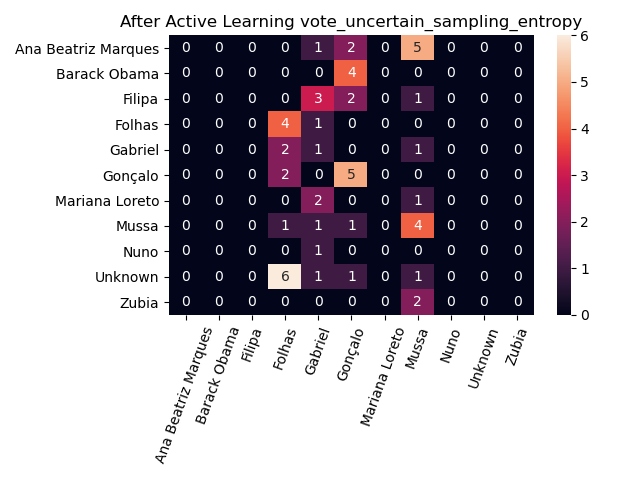 After Active Learning vote_uncertain_sampling_entropy
Ana Beatriz Marques 0 0 0 0 1 2 0 5 0 0 0
Barack Obama 0 0 0 0 0 4 0 0 0 0 0
Filipa 0 0 0 0 3 2 0 1 0 0 0
Folhas 0 0 0 4 1 0 0 0 0 0 0
Gabriel 0 0 0 2 1 0 0 1 0 0 0
Gonçalo 0 0 0 2 0 5 0 0 0 0 0
Mariana Loreto 0 0 0 0 2 0 0 1 0 0 0
Mussa 0 0 0 1 1 1 0 4 0 0 0
Nuno 0 0 0 0 1 0 0 0 0 0 0
Unknown 0 0 0 6 1 1 0 1 0 0 0
Zubia 0 0 0 0 0 0 0 2 0 0 0
Ana Beatriz Marques
Barack Obama
Filipa
Folhas
Gabriel
Gonçalo
Mariana Loreto
Mussa
Nuno
Unknown
Zubia
6
5
4
3
2
1
0